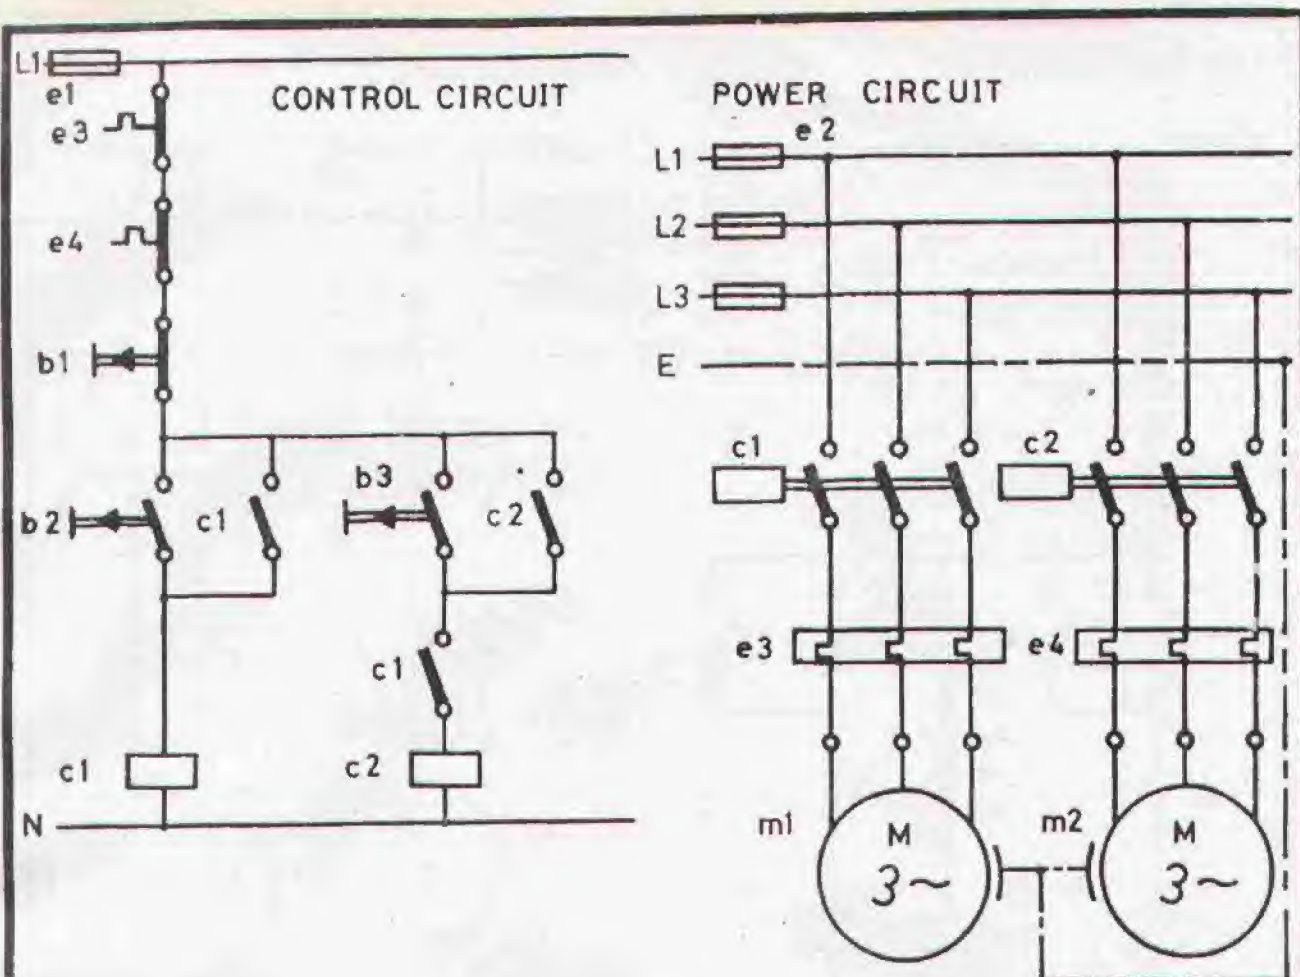 L1
e1
e3
CONTROL CIRCUIT
e4
b1
b2
c1
b3
c2
c1
c1
c2
N
POWER CIRCUIT
e2
L1
L2
L3
E
c1
c2
e3
e4
m1
M
3~
m2
M
3~